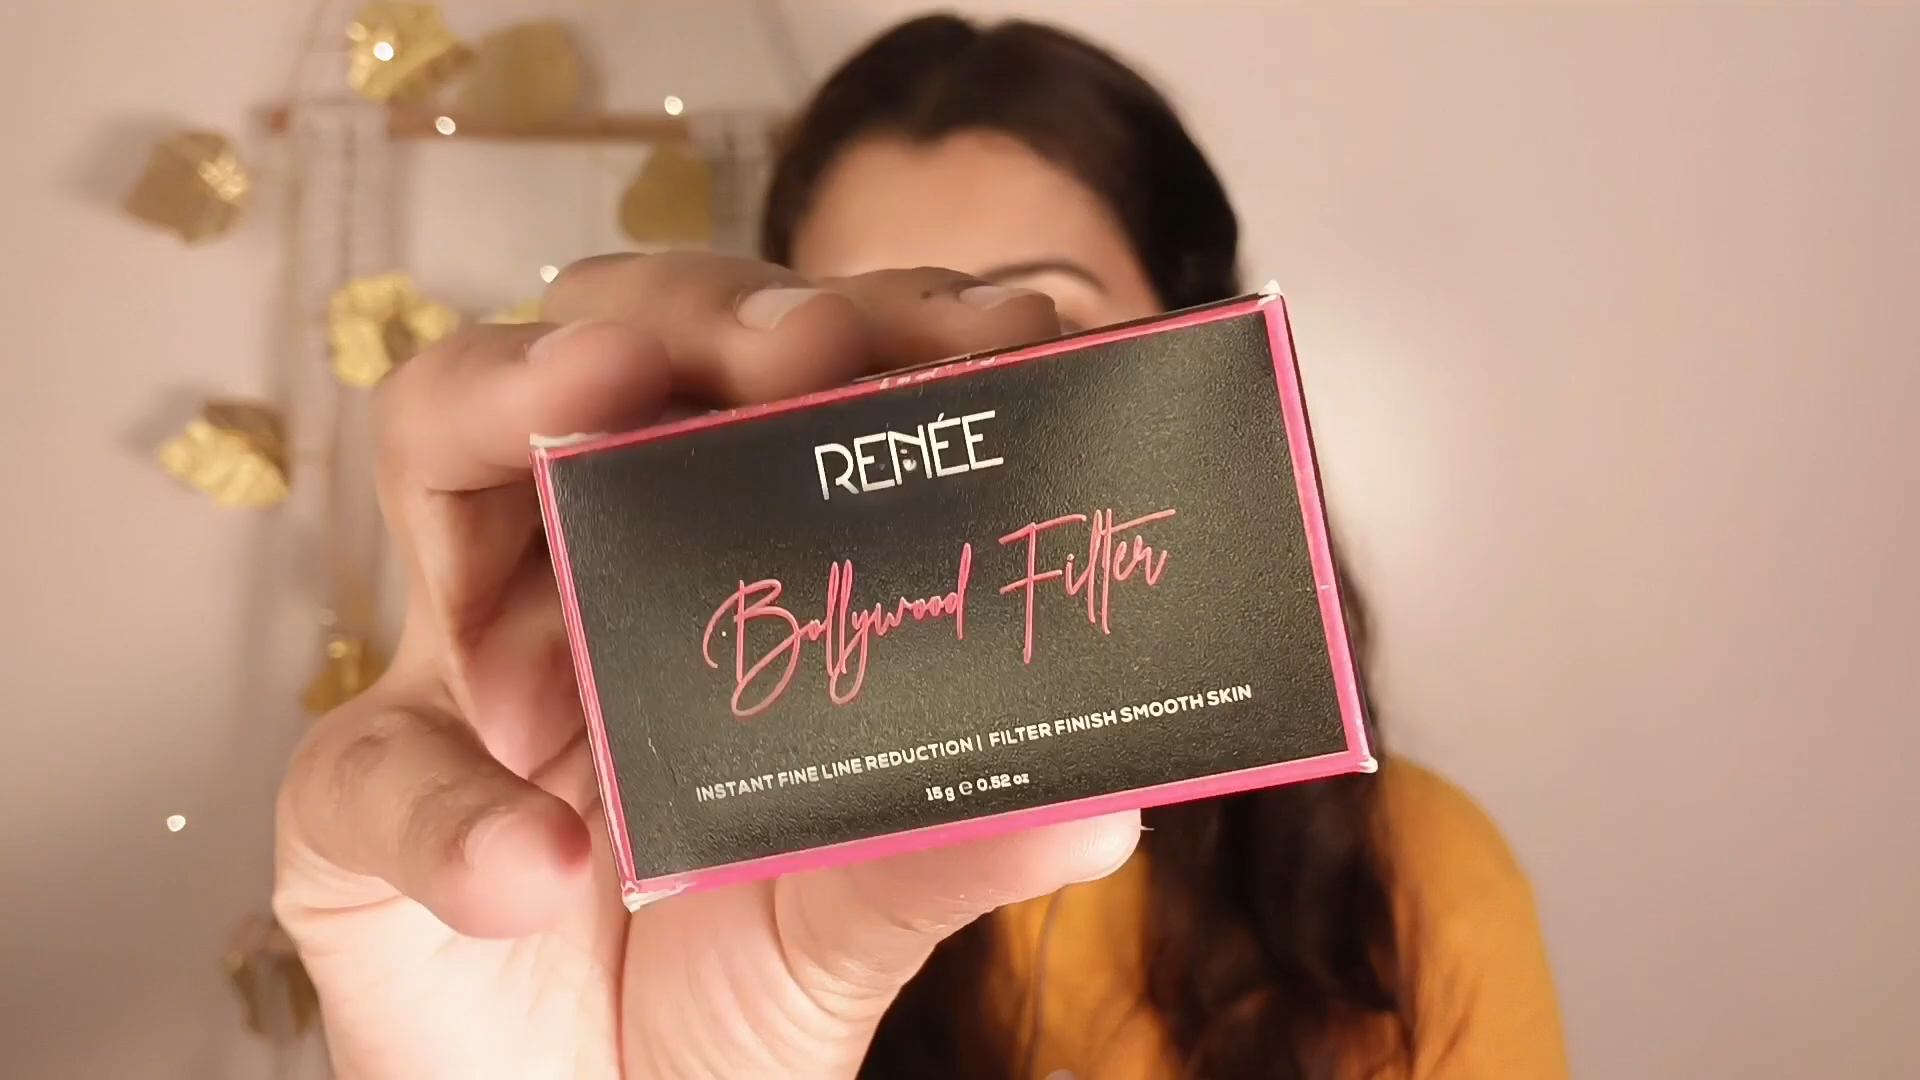 RENÉE
Bollywood Filter
INSTANT FINE LINE REDUCTION | FILTER FINISH SMOOTH SKIN
15 g ℮ 0.52 oz